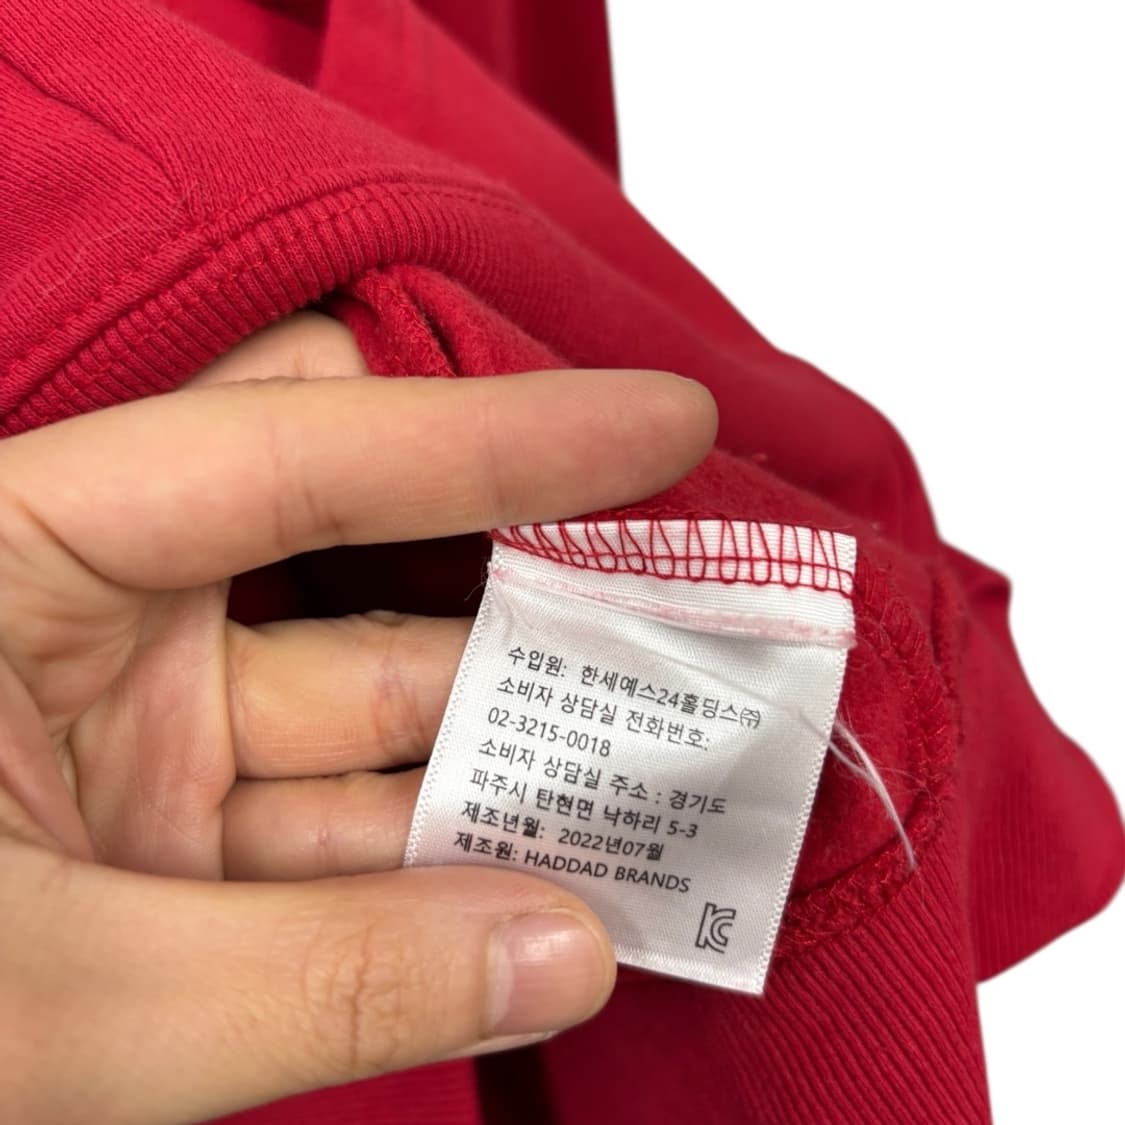 수입원: 한세예스24홀딩스㈜
소비자 상담실 전화번호:
02-3215-0018
소비자 상담실 주소 : 경기도
파주시 탄현면 낙하리 5-3
제조년월: 2022년07월
제조원: HADDAD BRANDS
KC